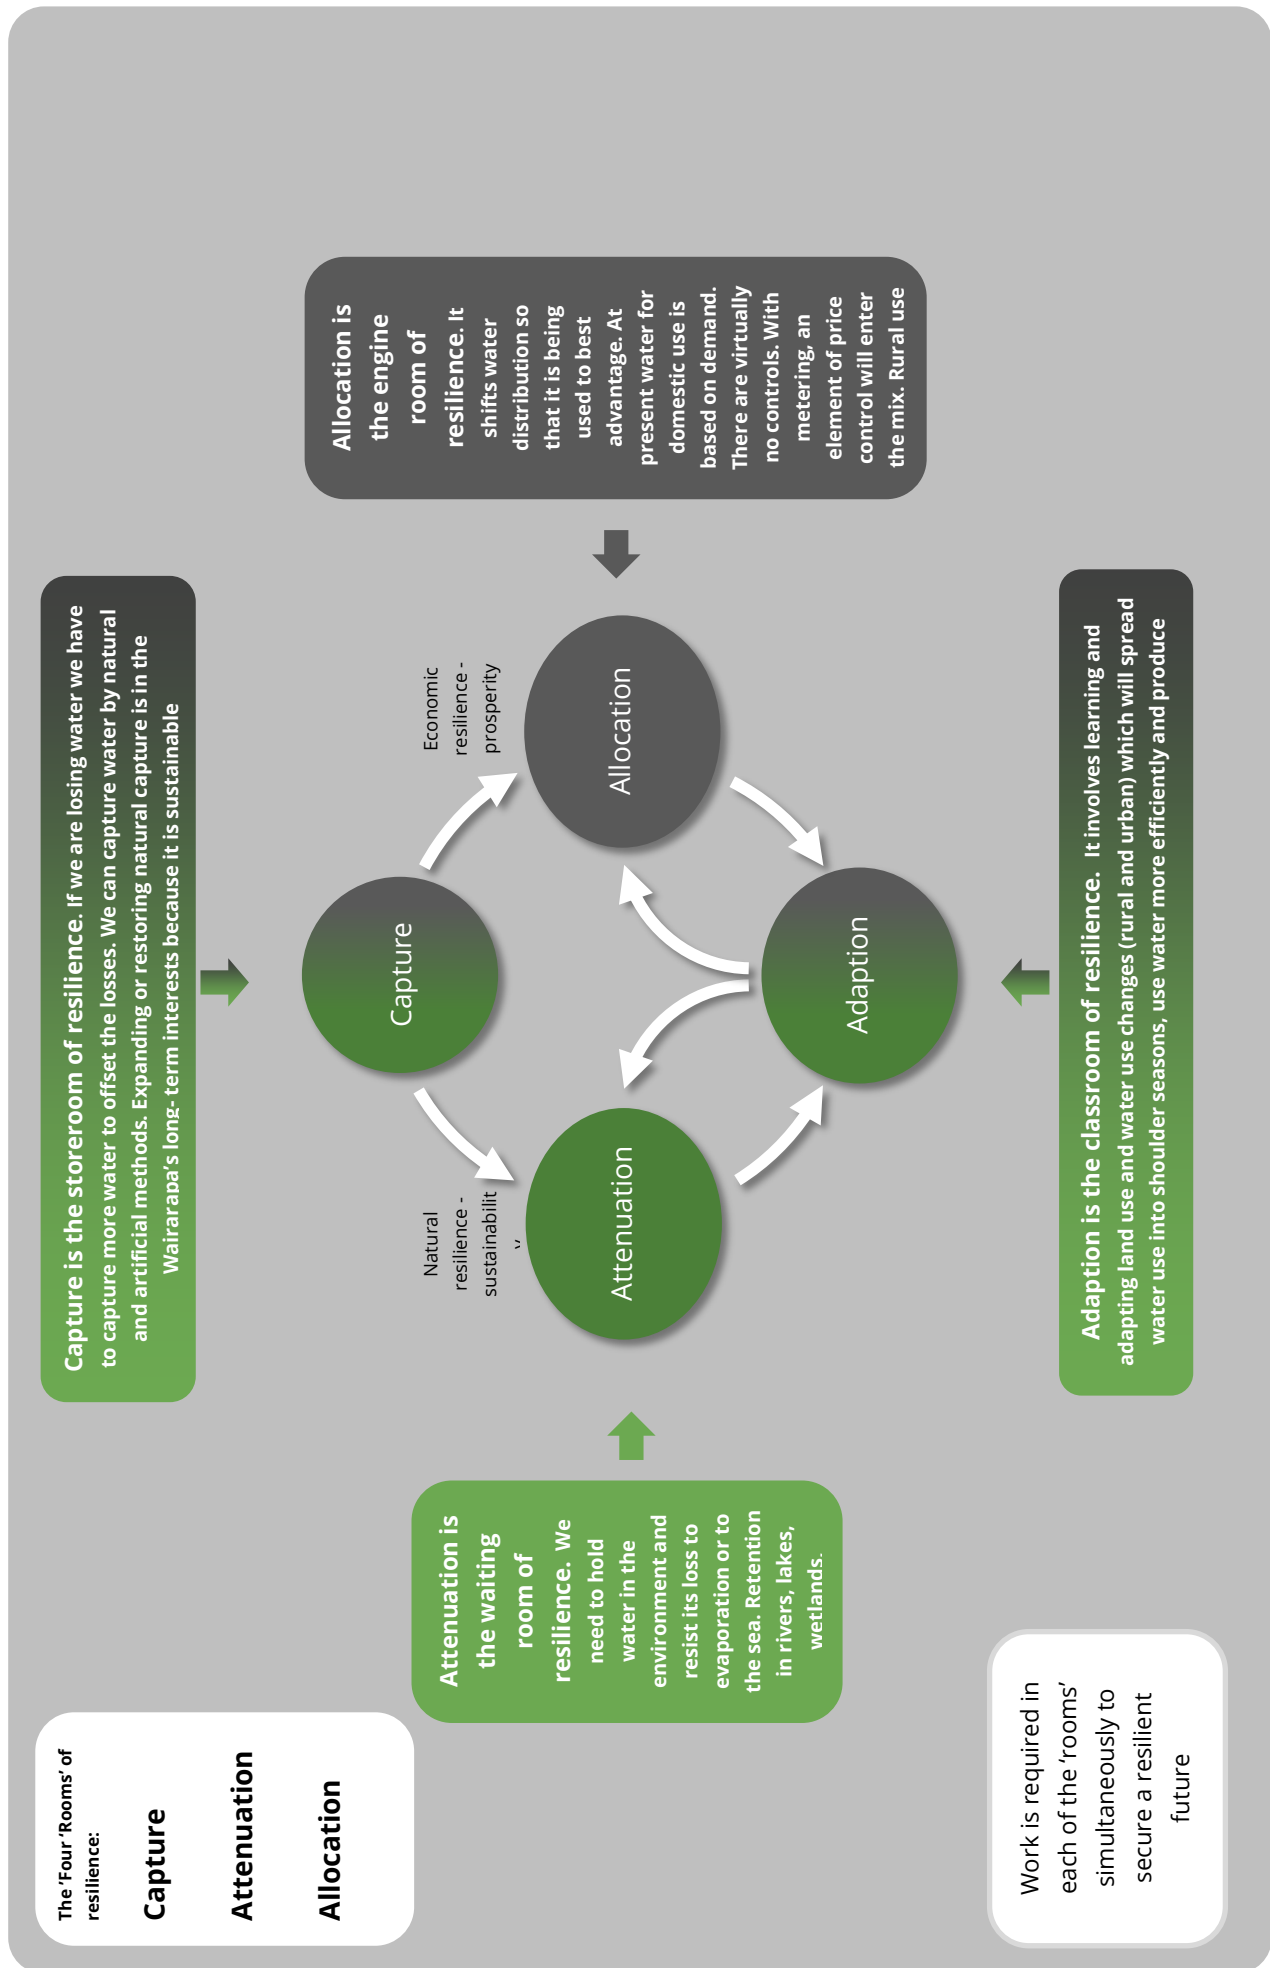 The ‘Four ‘Rooms’ of
resilience:
Capture
Attenuation
Allocation
Capture is the storeroom of resilience. If we are losing water we have
to capture more water to offset the losses. We can capture water by natural
and artificial methods. Expanding or restoring natural capture is in the
Wairarapa’s long- term interests because it is sustainable
Attenuation is
the waiting
room of
resilience. We
need to hold
water in the
environment and
resist its loss to
evaporation or to
the sea. Retention
in rivers, lakes,
wetlands.
Natural
resilience -
sustainabilit
y
Economic
resilience -
prosperity
Capture
Attenuation
Allocation
Adaption
Allocation is
the engine
room of
resilience. It
shifts water
distribution so
that it is being
used to best
advantage. At
present water for
domestic use is
based on demand.
There are virtually
no controls. With
metering, an
element of price
control will enter
the mix. Rural use
Work is required in
each of the ‘rooms’
simultaneously to
secure a resilient
future
Adaption is the classroom of resilience. It involves learning and
adapting land use and water use changes (rural and urban) which will spread
water use into shoulder seasons, use water more efficiently and produce